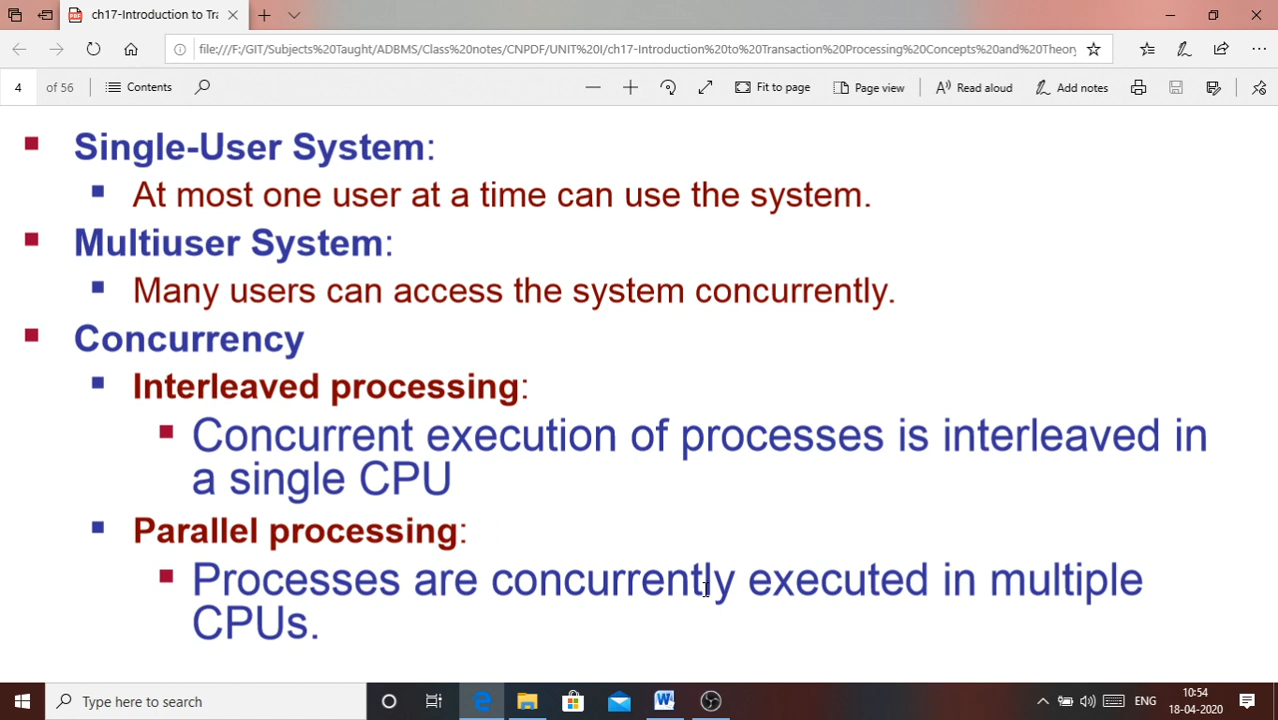 ch17-Introduction to Tra
file:///F:/GIT/Subjects%20Taught/ADBMS/Class%20notes/CNPDF/UNIT%20I/ch17-Introduction%20to%20Transaction%20Processing%20Concepts%20and%20Theory
4 of 56 Contents Fit to page Page view Read aloud Add notes
Single-User System:
At most one user at a time can use the system.
Multiuser System:
Many users can access the system concurrently.
Concurrency
Interleaved processing:
Concurrent execution of processes is interleaved in
a single CPU
Parallel processing:
Processes are concurrently executed in multiple
CPUs.
Type here to search
ENG
10:54
18-04-2020